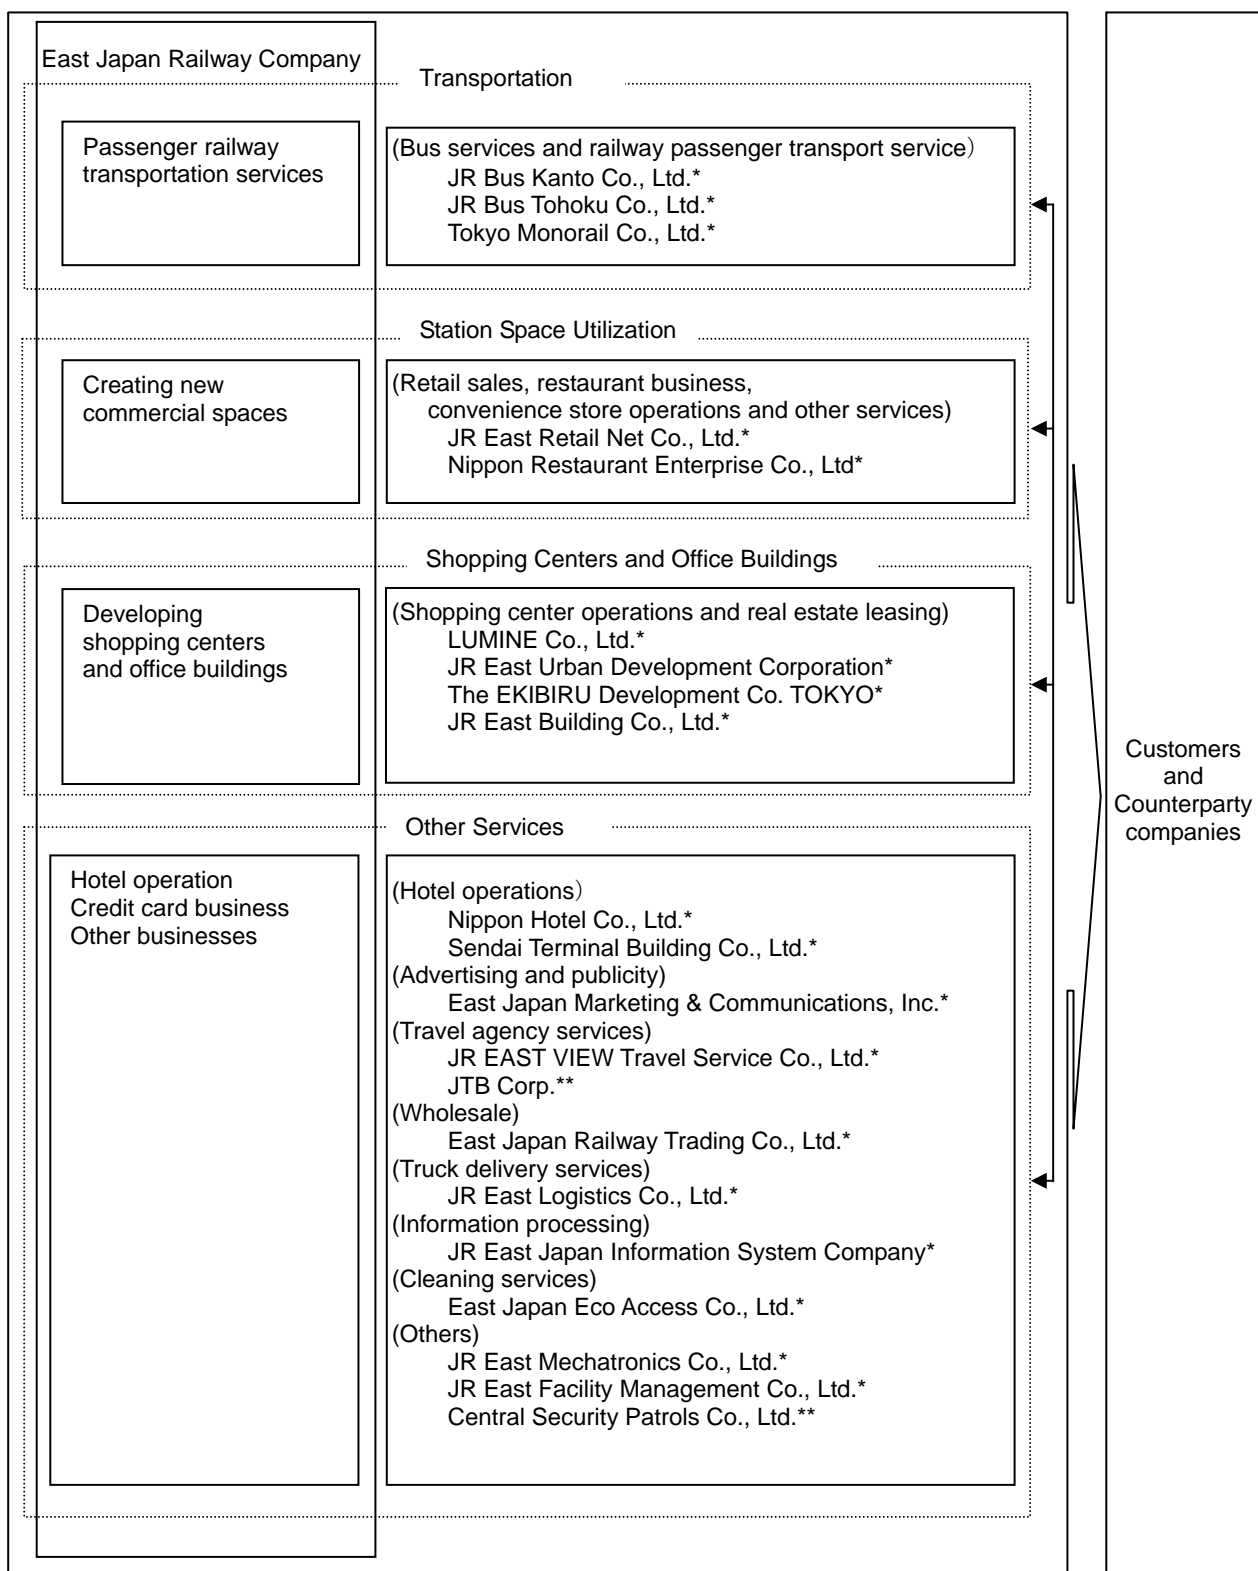 East Japan Railway Company
Transportation
Passenger railway
transportation services
(Bus services and railway passenger transport service）
JR Bus Kanto Co., Ltd.*
JR Bus Tohoku Co., Ltd.*
Tokyo Monorail Co., Ltd.*
Station Space Utilization
Creating new
commercial spaces
(Retail sales, restaurant business,
convenience store operations and other services)
JR East Retail Net Co., Ltd.*
Nippon Restaurant Enterprise Co., Ltd*
Shopping Centers and Office Buildings
Developing
shopping centers
and office buildings
(Shopping center operations and real estate leasing)
LUMINE Co., Ltd.*
JR East Urban Development Corporation*
The EKIBIRU Development Co. TOKYO*
JR East Building Co., Ltd.*
Other Services
Hotel operation
Credit card business
Other businesses
(Hotel operations）
Nippon Hotel Co., Ltd.*
Sendai Terminal Building Co., Ltd.*
(Advertising and publicity)
East Japan Marketing & Communications, Inc.*
(Travel agency services)
JR EAST VIEW Travel Service Co., Ltd.*
JTB Corp.**
(Wholesale)
East Japan Railway Trading Co., Ltd.*
(Truck delivery services)
JR East Logistics Co., Ltd.*
(Information processing)
JR East Japan Information System Company*
(Cleaning services)
East Japan Eco Access Co., Ltd.*
(Others)
JR East Mechatronics Co., Ltd.*
JR East Facility Management Co., Ltd.*
Central Security Patrols Co., Ltd.**
Customers
and
Counterparty
companies